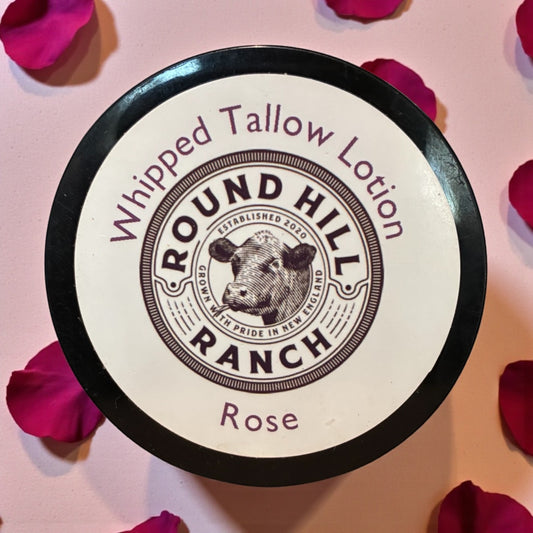 Whipped Tallow Lotion
ROUND HILL
ESTABLISHED 2020
GROWN WITH PRIDE IN NEW ENGLAND
RANCH
Rose